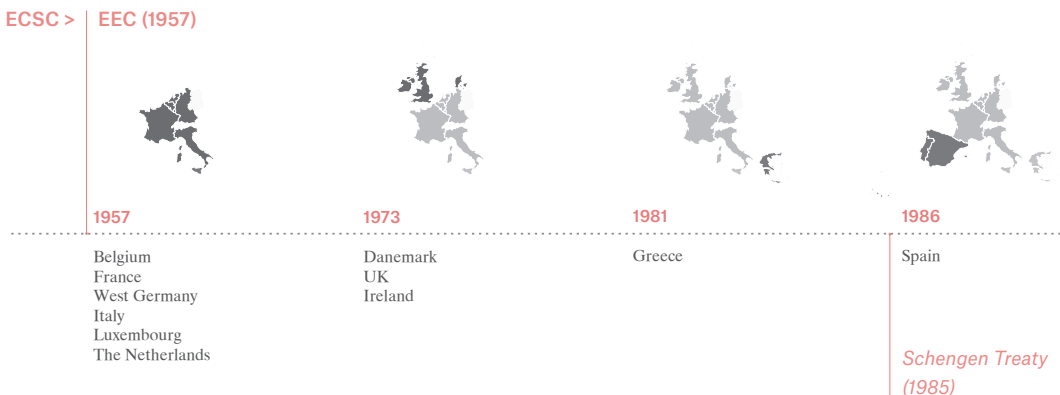 ECSC > EEC (1957)
1957
Belgium
France
West Germany
Italy
Luxembourg
The Netherlands
1973
Danemark
UK
Ireland
1981
Greece
1986
Spain
Schengen Treaty
(1985)